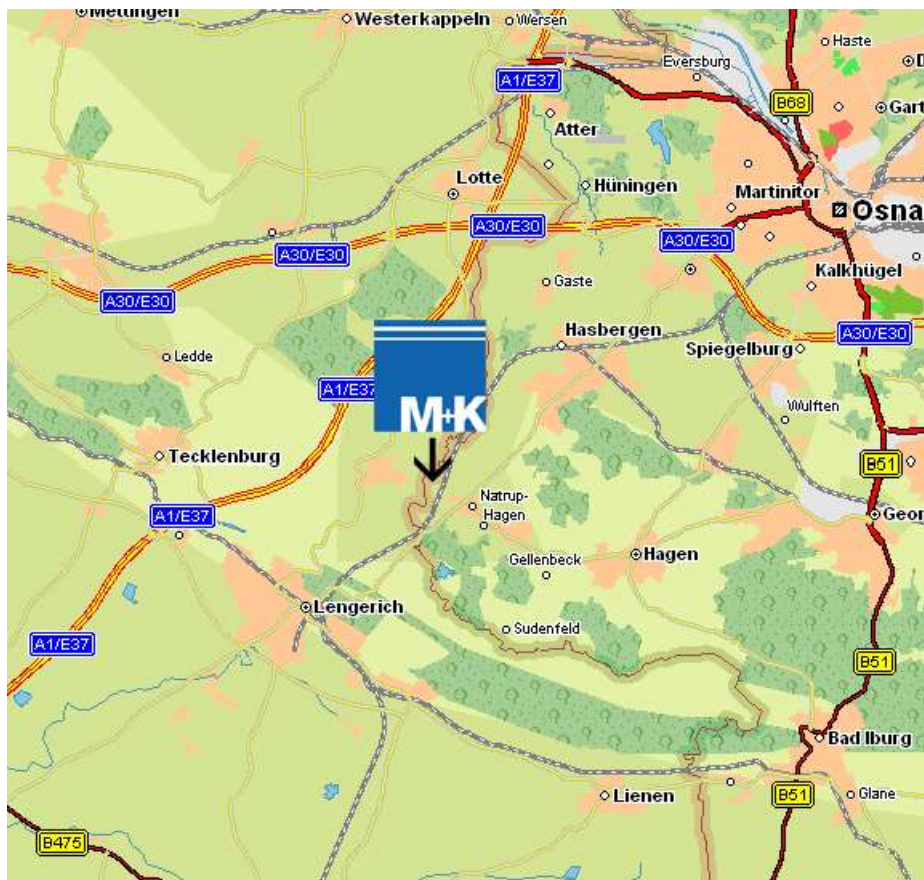 Mettingen
Westerkappeln
Wersen
Haste
Eversburg
A1/E37
B68
Gart
Atter
Lotte
Hüningen
Martinitor
Osna
A30/E30
A30/E30
A30/E30
A30/E30
Gaste
Kalkhügel
Hasbergen
A30/E30
Ledde
Spiegelburg
A1/E37
M+K
Wulften
Tecklenburg
B51
Natrup-
Hagen
A1/E37
Geor
Gellenbeck
Hagen
Lengerich
Sudenfeld
A1/E37
B51
Bad Iburg
Lienen
B51
Glane
B475